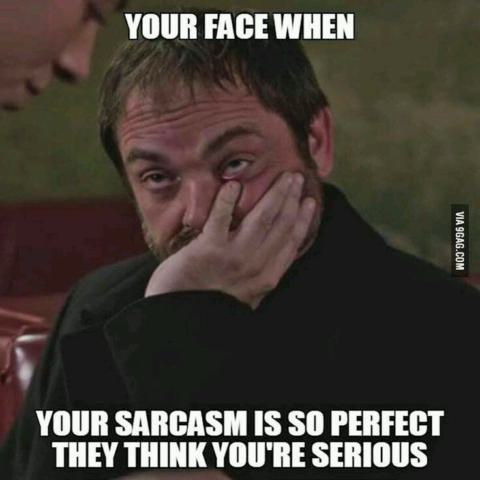 YOUR FACE WHEN
VIA 9GAG.COM
YOUR SARCASM IS SO PERFECT
THEY THINK YOU'RE SERIOUS